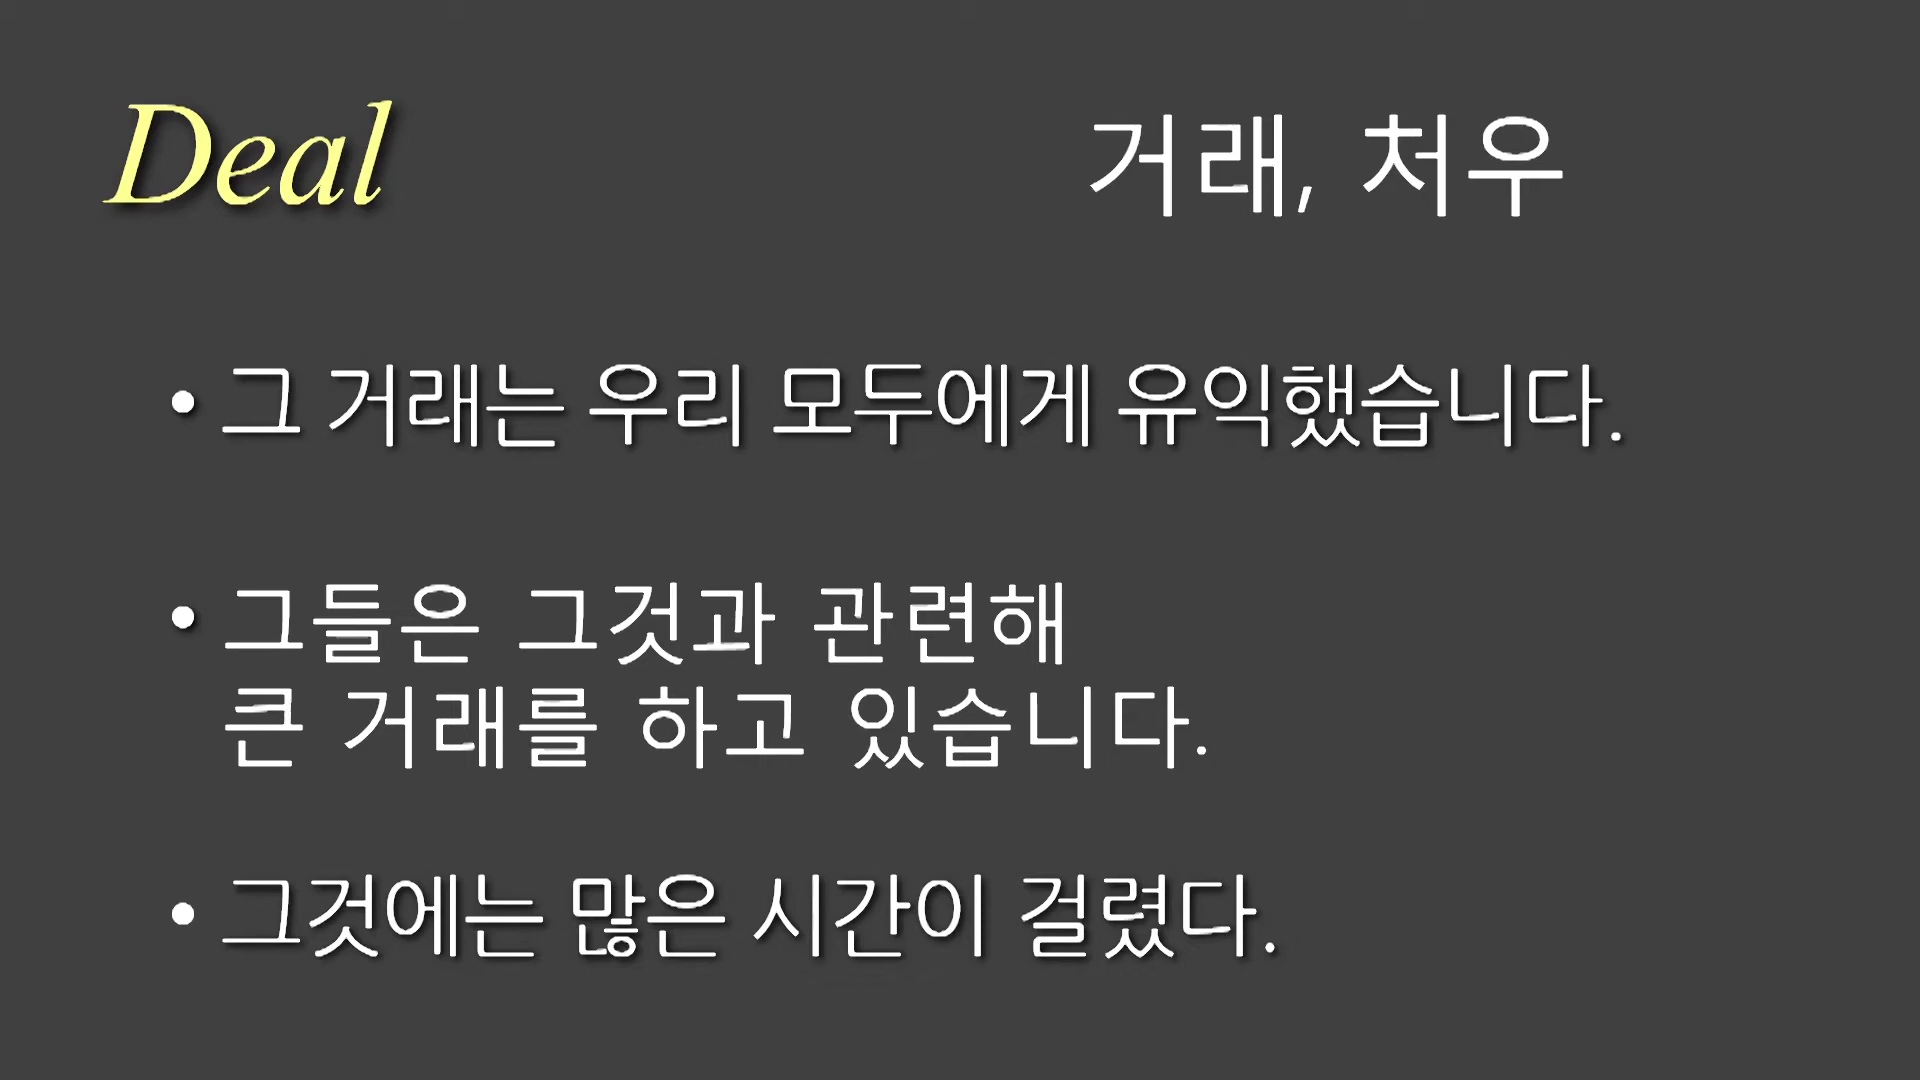 Deal 거래, 처우
• 그 거래는 우리 모두에게 유익했습니다.
• 그들은 그것과 관련해
큰 거래를 하고 있습니다.
• 그것에는 많은 시간이 걸렸다.